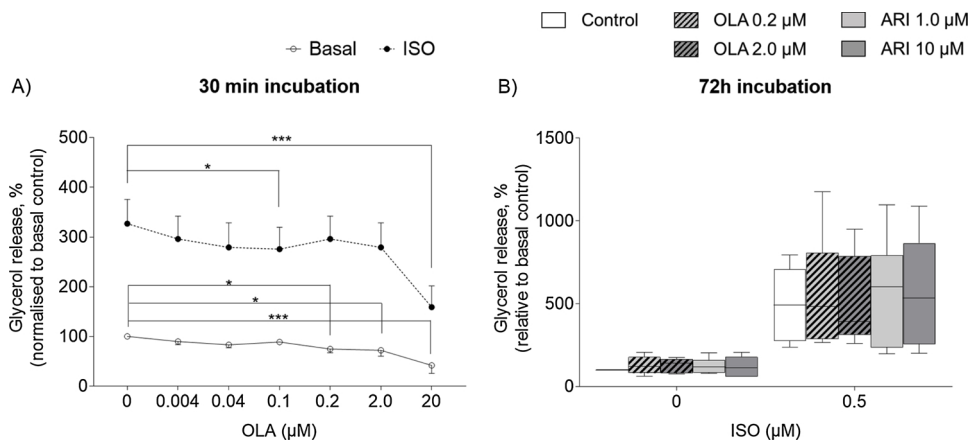 Basal ISO
Control OLA 0.2 µM ARI 1.0 µM
OLA 2.0 µM ARI 10 µM
A) 30 min incubation
500
400
300
200
100
0
Glycerol release, %
(normalised to basal control)
***
*
*
*
***
0 0.004 0.04 0.1 0.2 2.0 20
OLA (µM)
B) 72h incubation
1500
1000
500
0
Glycerol release, %
(relative to basal control)
0 0.5
ISO (µM)